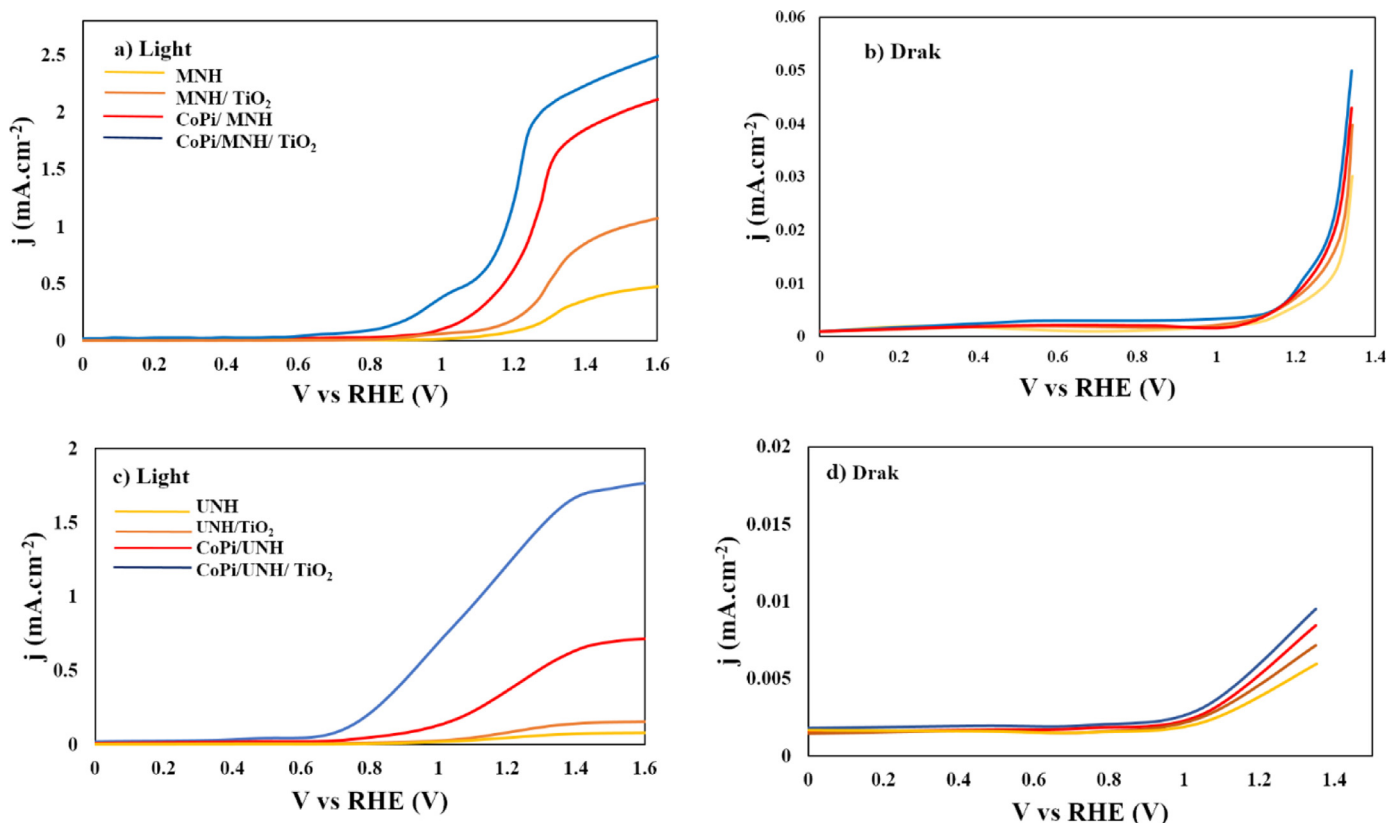 a) Light
MNH
MNH/ TiO₂
CoPi/ MNH
CoPi/MNH/ TiO₂
j (mA.cm⁻²)
2.5
2
1.5
1
0.5
0
0 0.2 0.4 0.6 0.8 1 1.2 1.4 1.6
V vs RHE (V)
b) Drak
j (mA.cm⁻²)
0.06
0.05
0.04
0.03
0.02
0.01
0
0 0.2 0.4 0.6 0.8 1 1.2 1.4
V vs RHE (V)
c) Light
UNH
UNH/TiO₂
CoPi/UNH
CoPi/UNH/ TiO₂
j (mA.cm⁻²)
2
1.5
1
0.5
0
0 0.2 0.4 0.6 0.8 1 1.2 1.4 1.6
V vs RHE (V)
d) Drak
j (mA.cm⁻²)
0.02
0.015
0.01
0.005
0
0 0.2 0.4 0.6 0.8 1 1.2 1.4
V vs RHE (V)